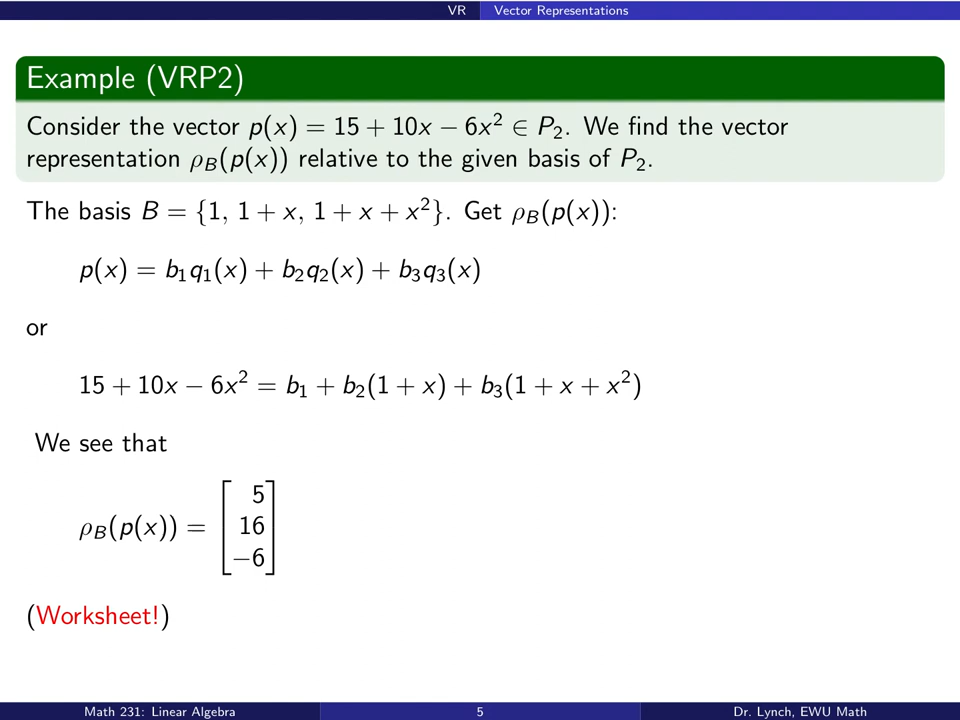 VR Vector Representations
Example (VRP2)
Consider the vector p(x) = 15 + 10x − 6x² ∈ P₂. We find the vector
representation ρ_B(p(x)) relative to the given basis of P₂.
The basis B = {1, 1 + x, 1 + x + x²}. Get ρ_B(p(x)):
p(x) = b₁q₁(x) + b₂q₂(x) + b₃q₃(x)
or
15 + 10x − 6x² = b₁ + b₂(1 + x) + b₃(1 + x + x²)
We see that
5
ρ_B(p(x)) = 16
−6
(Worksheet!)
Math 231: Linear Algebra 5 Dr. Lynch, EWU Math